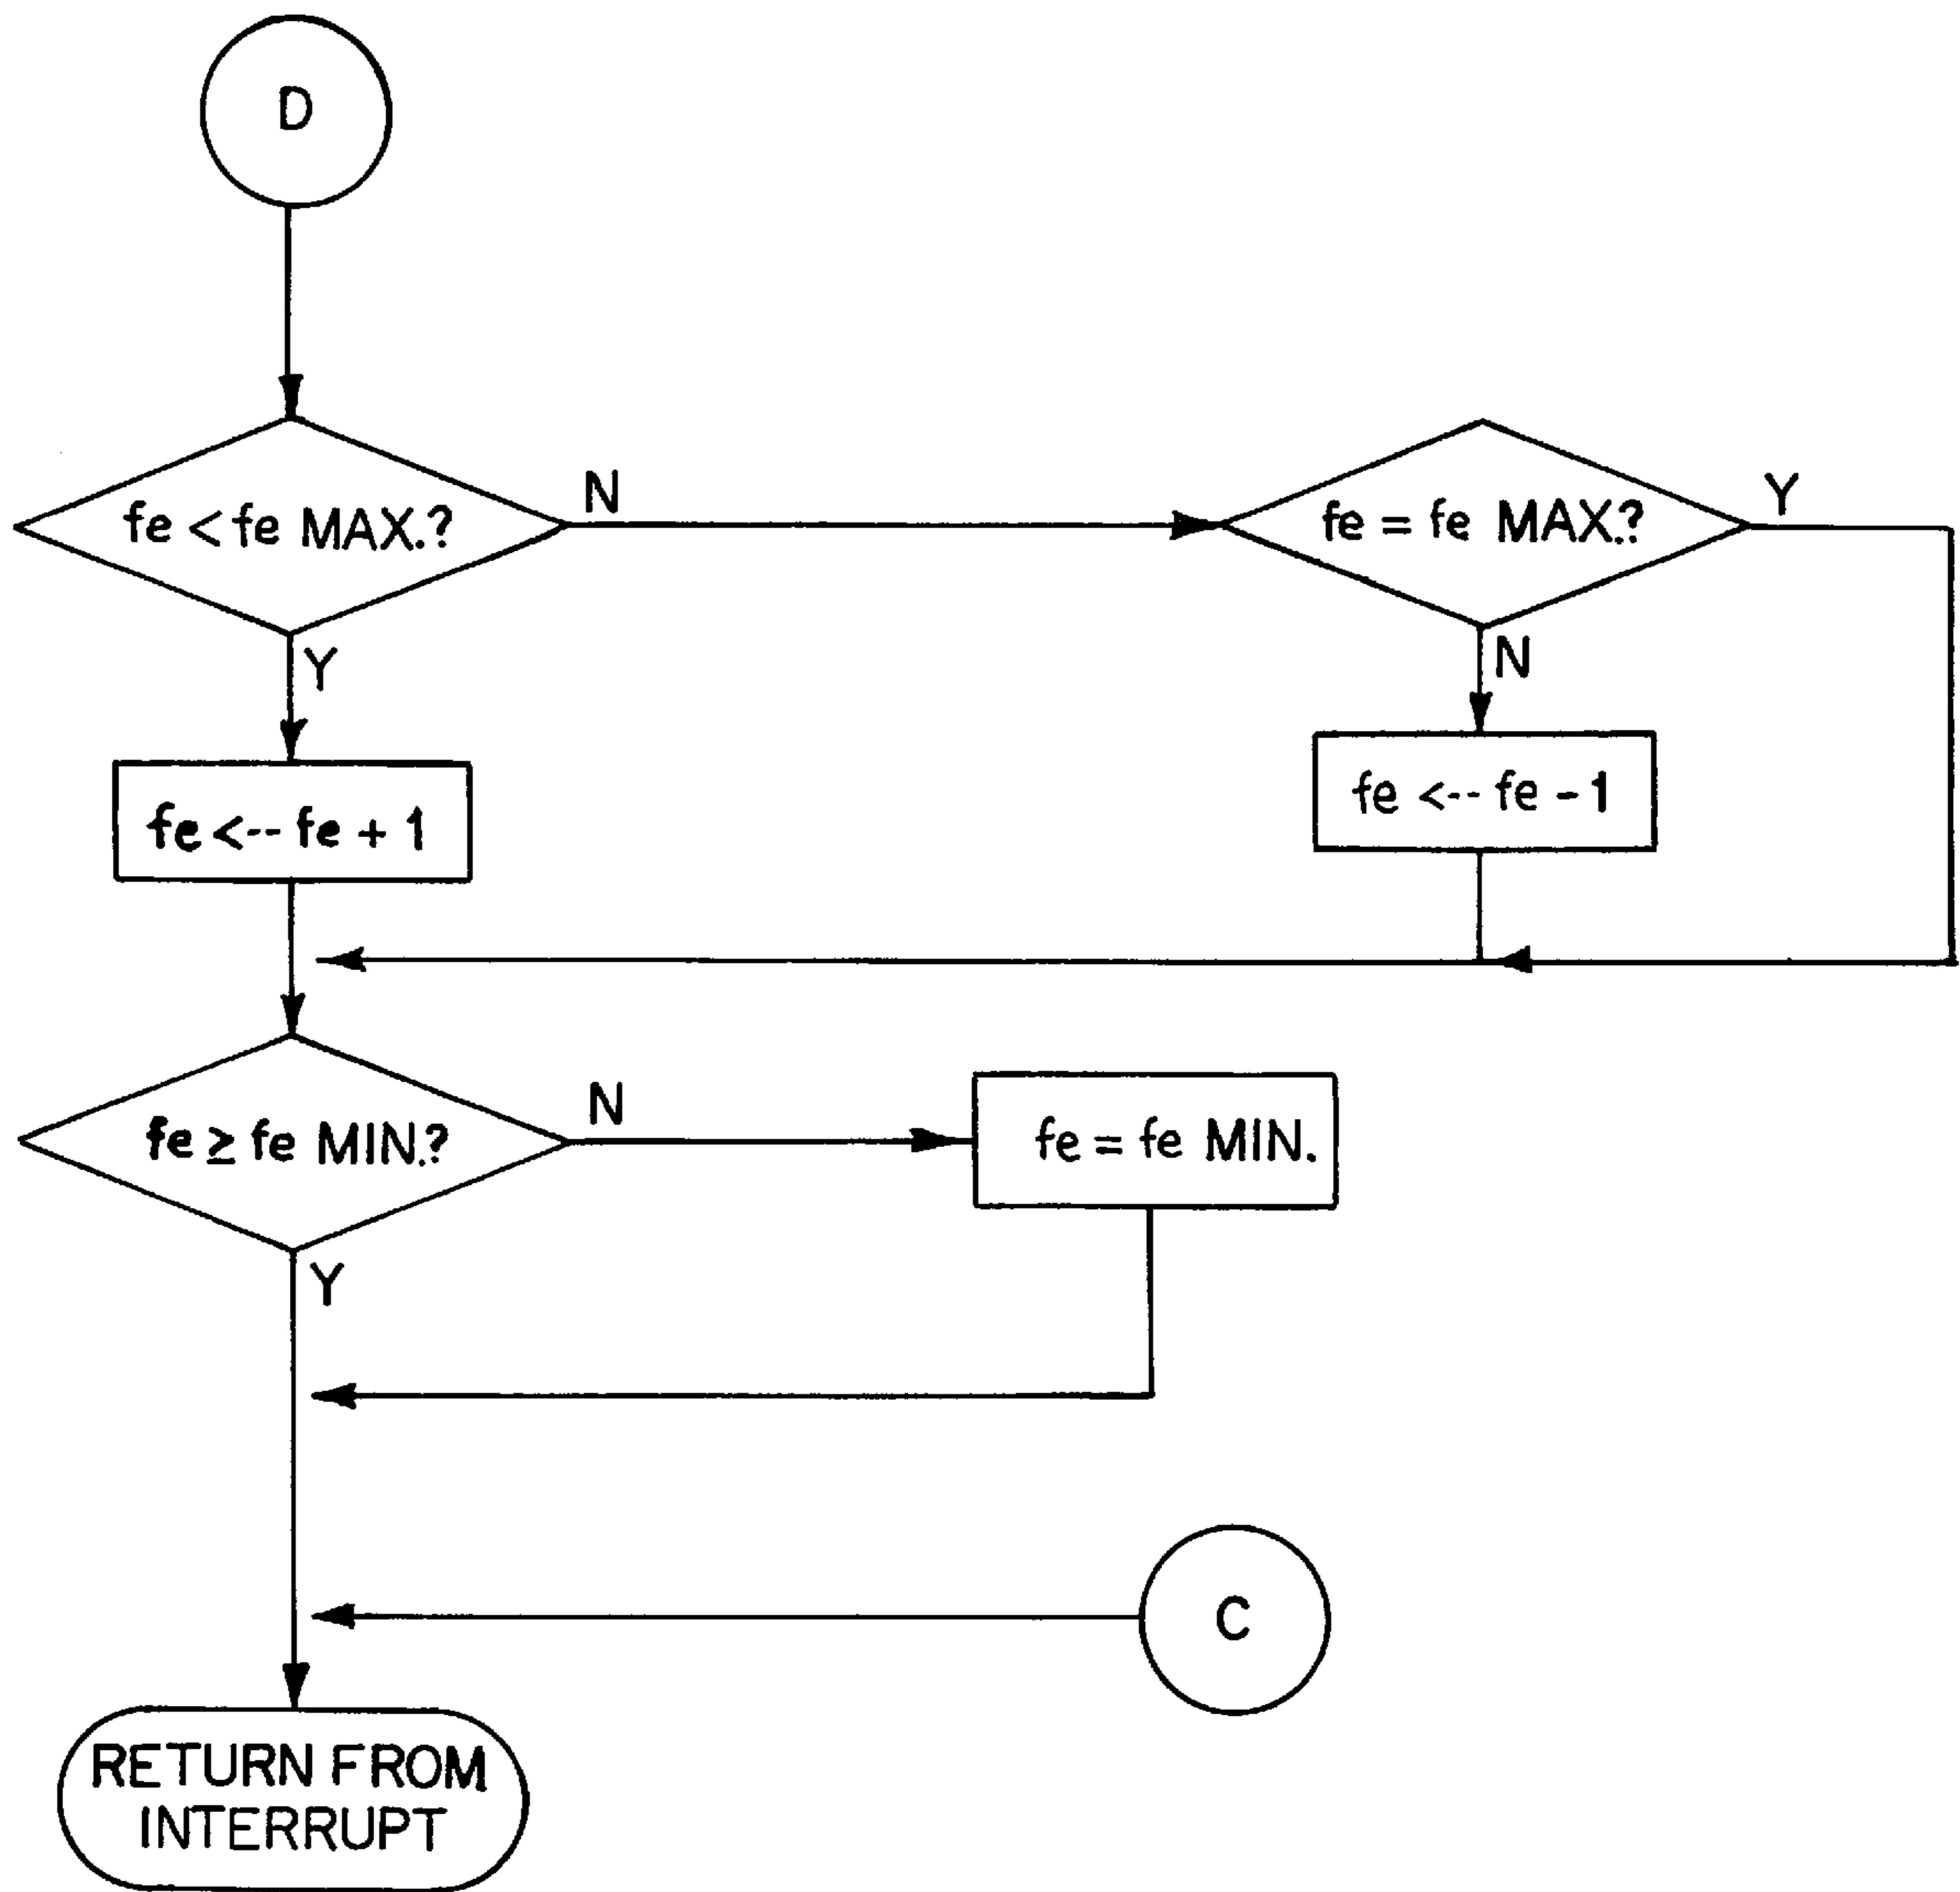 D
fe < fe MAX.?
N
fe = fe MAX.?
Y
Y
N
fe <-- fe + 1
fe <-- fe - 1
fe ≥ fe MIN.?
N
fe = fe MIN.
Y
C
RETURN FROM
INTERRUPT